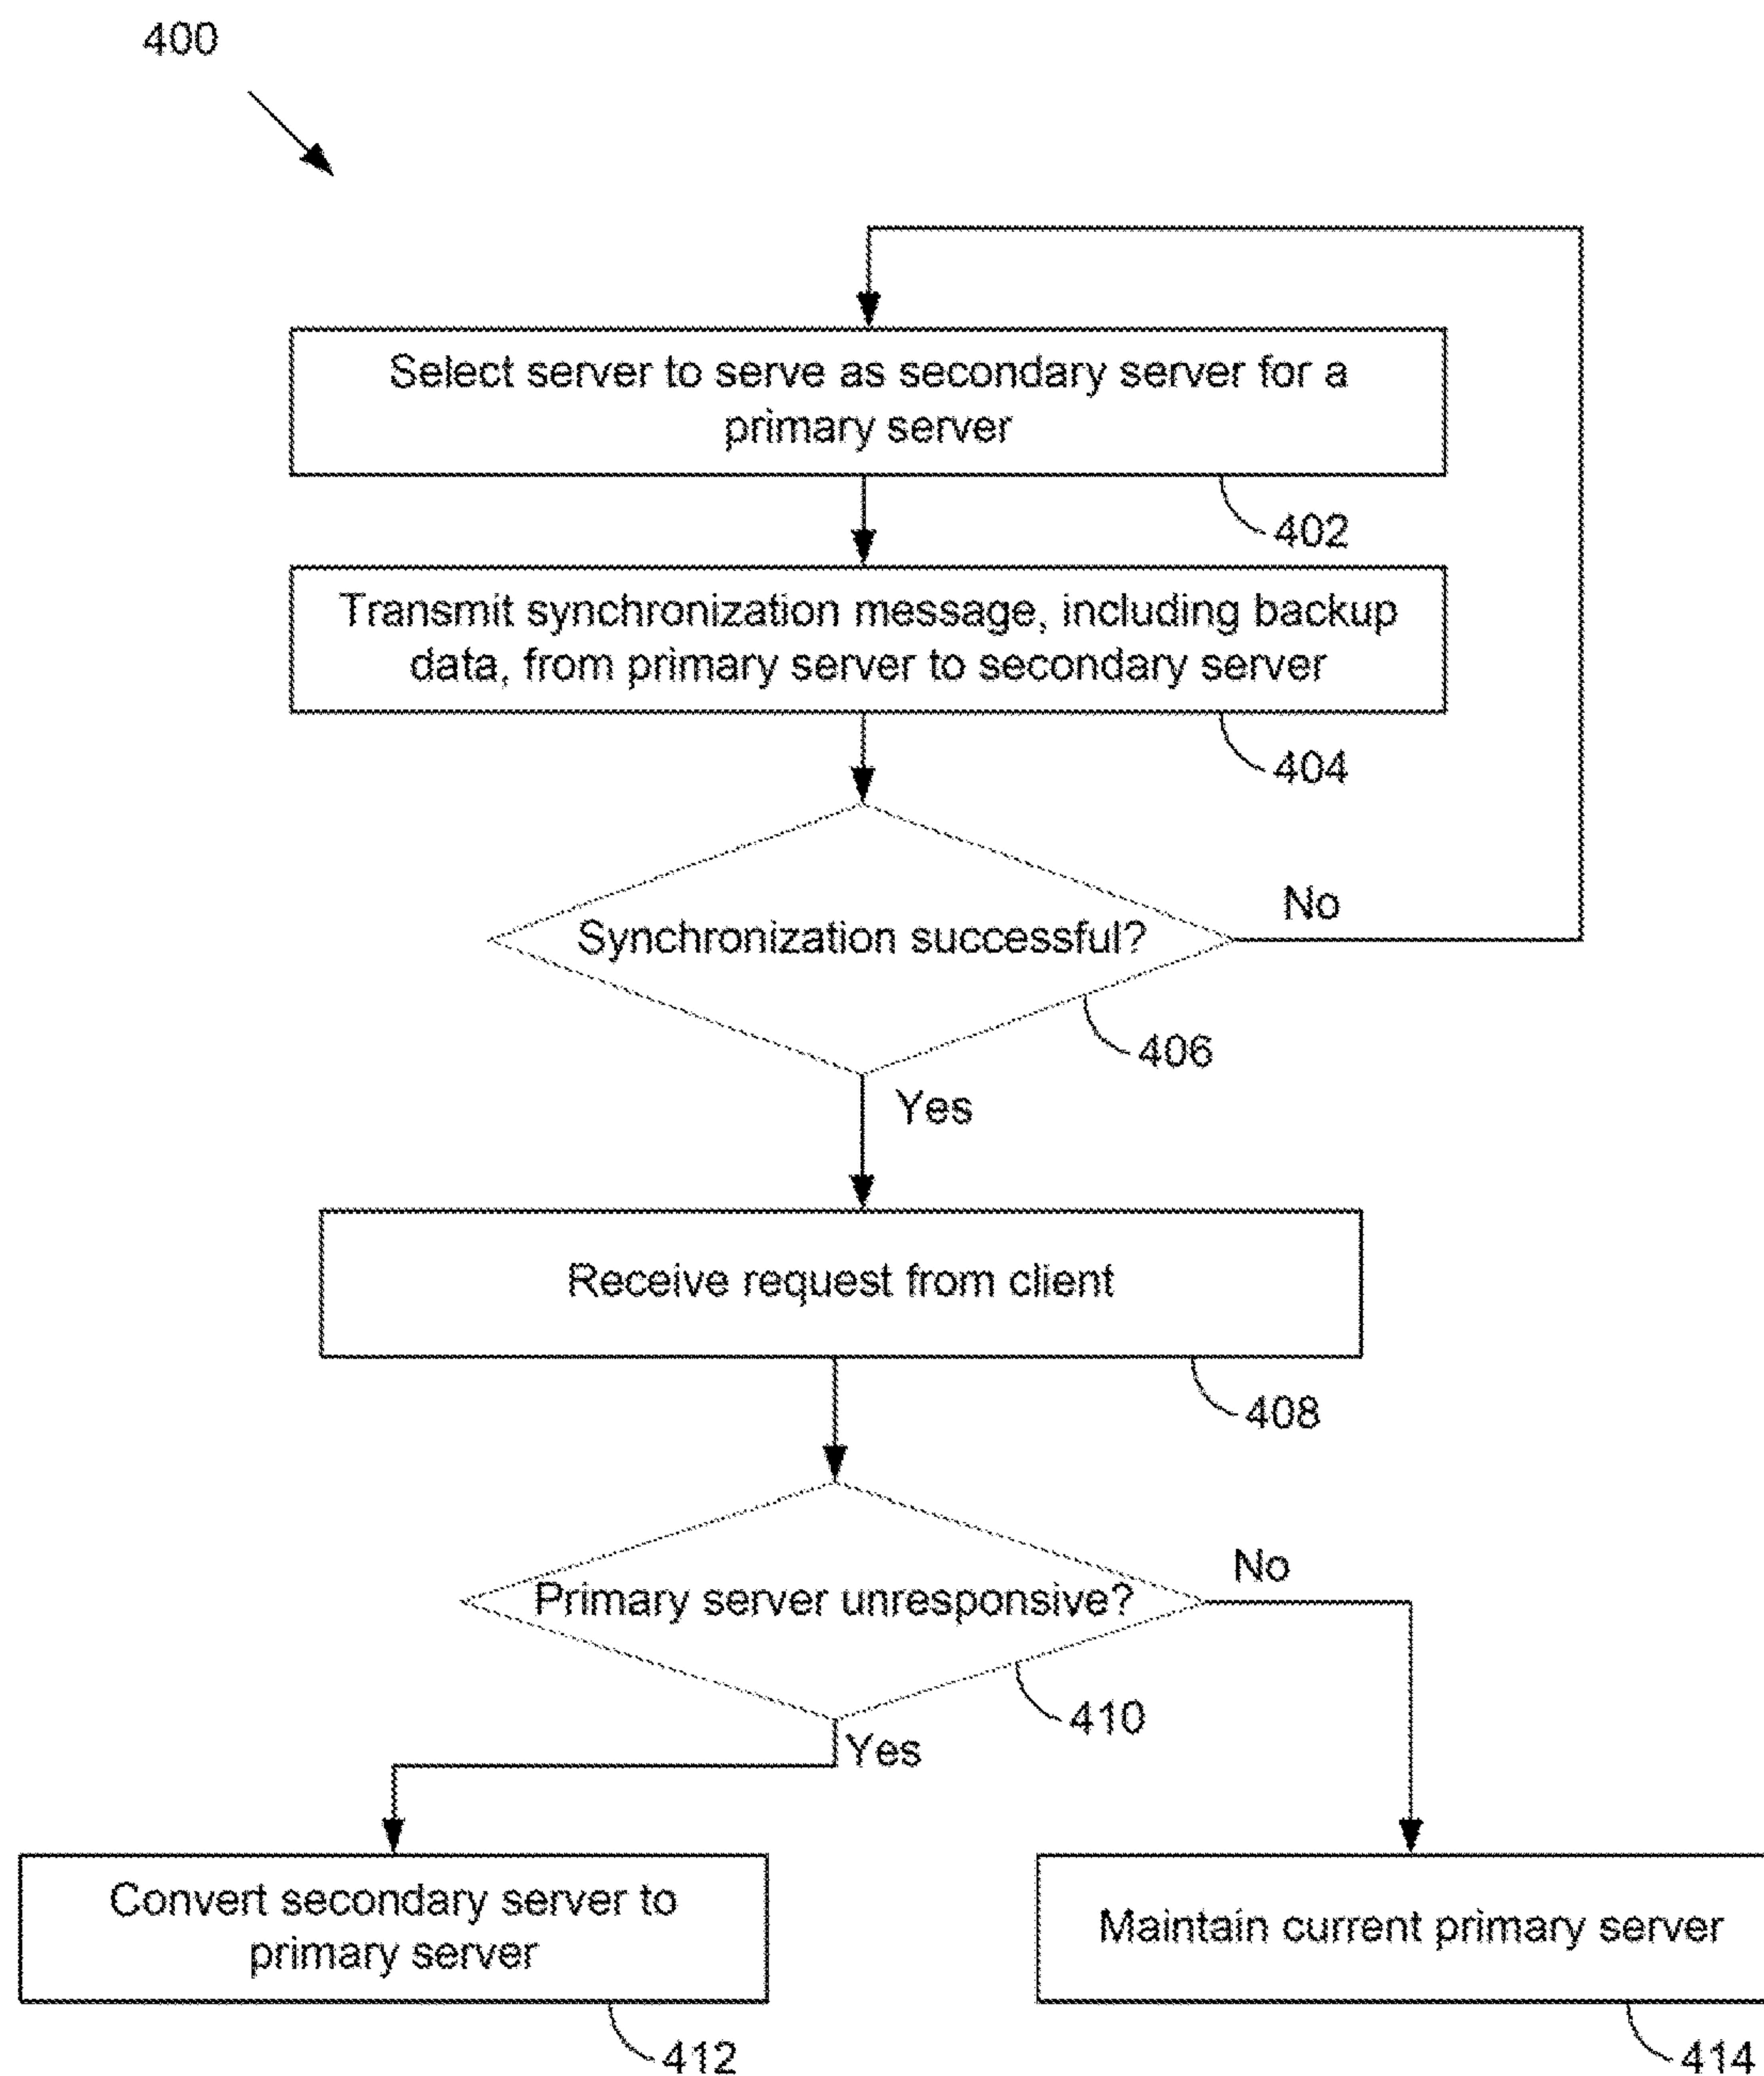 400
Select server to serve as secondary server for a
primary server
402
Transmit synchronization message, including backup
data, from primary server to secondary server
404
Synchronization successful?
No
406
Yes
Receive request from client
408
Primary server unresponsive?
No
410
Yes
Convert secondary server to
primary server
412
Maintain current primary server
414